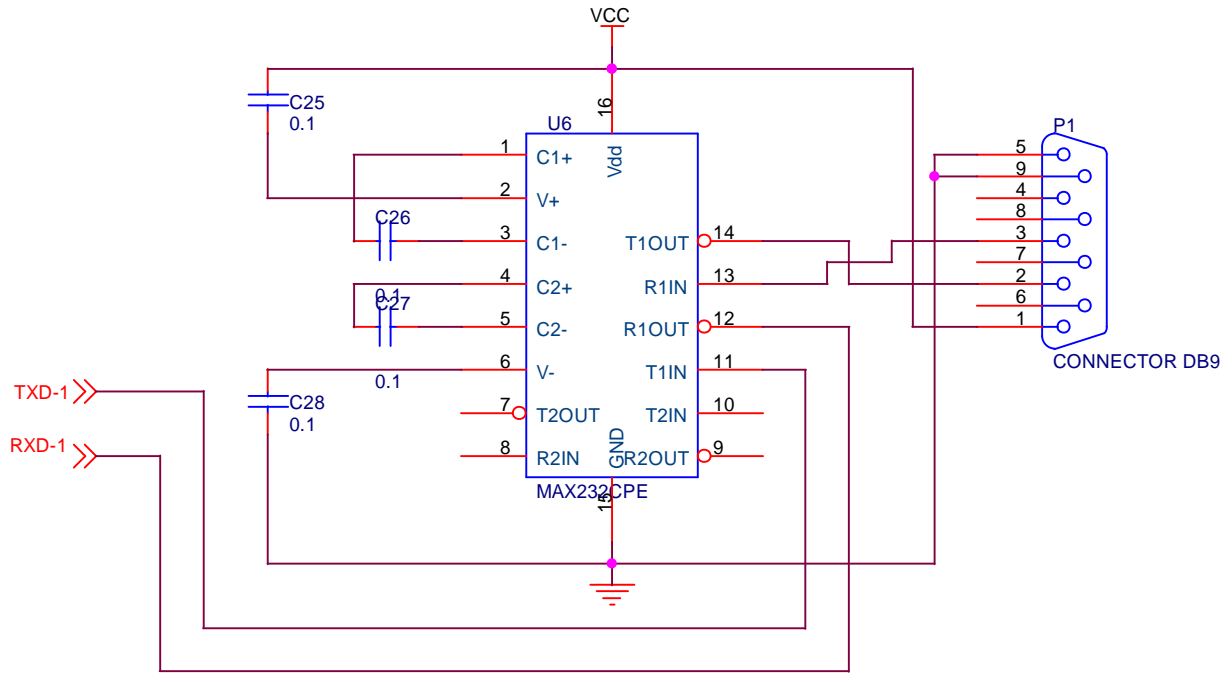 VCC
C25
0.1
16
U6
P1
1
C1+
Vdd
5
9
2
V+
4
C26
8
3
C1-
T1OUT
14
3
7
4
C2+
R1IN
13
2
0.1
C27
6
5
C2-
R1OUT
12
1
6
V-
T1IN
11
CONNECTOR DB9
0.1
TXD-1
C28
0.1
7
T2OUT
T2IN
10
RXD-1
8
R2IN
GND
R2OUT
9
MAX232CPE
15